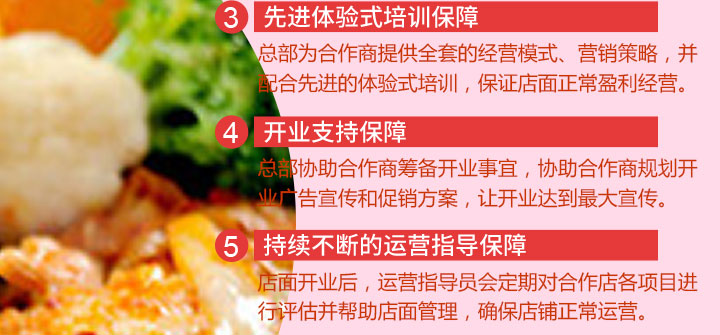 3 先进体验式培训保障
总部为合作商提供全套的经营模式、营销策略，并
配合先进的体验式培训，保证店面正常盈利经营。
4 开业支持保障
总部协助合作商筹备开业事宜，协助合作商规划开
业广告宣传和促销方案，让开业达到最大宣传。
5 持续不断的运营指导保障
店面开业后，运营指导员会定期对合作店各项目进
行评估并帮助店面管理，确保店铺正常运营。